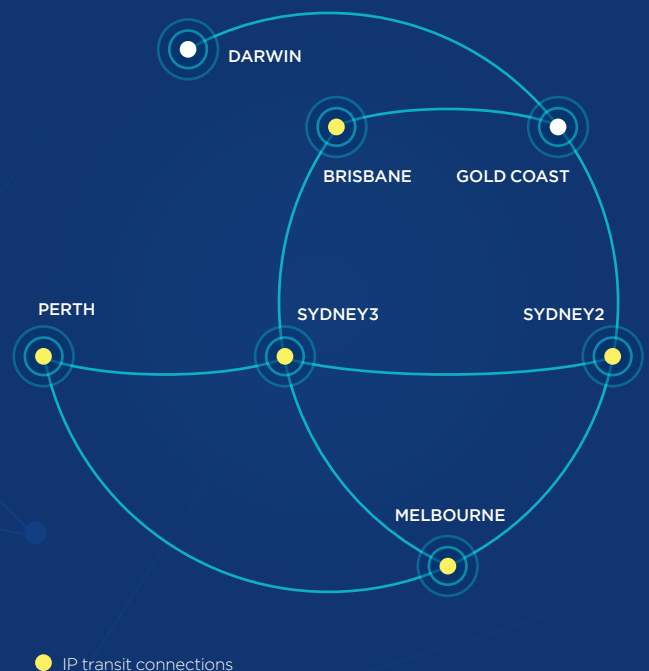 DARWIN
BRISBANE
GOLD COAST
PERTH
SYDNEY3
SYDNEY2
MELBOURNE
IP transit connections